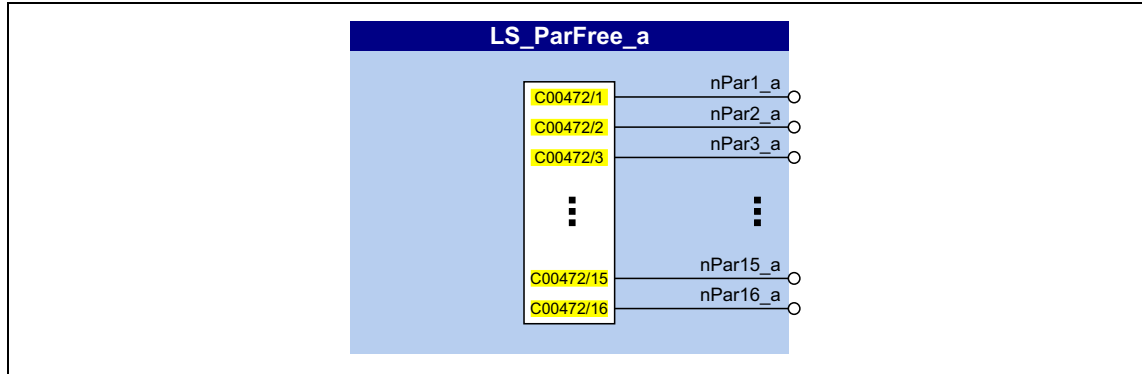 LS_ParFree_a
C00472/1 nPar1_a
C00472/2 nPar2_a
C00472/3 nPar3_a
C00472/15 nPar15_a
C00472/16 nPar16_a